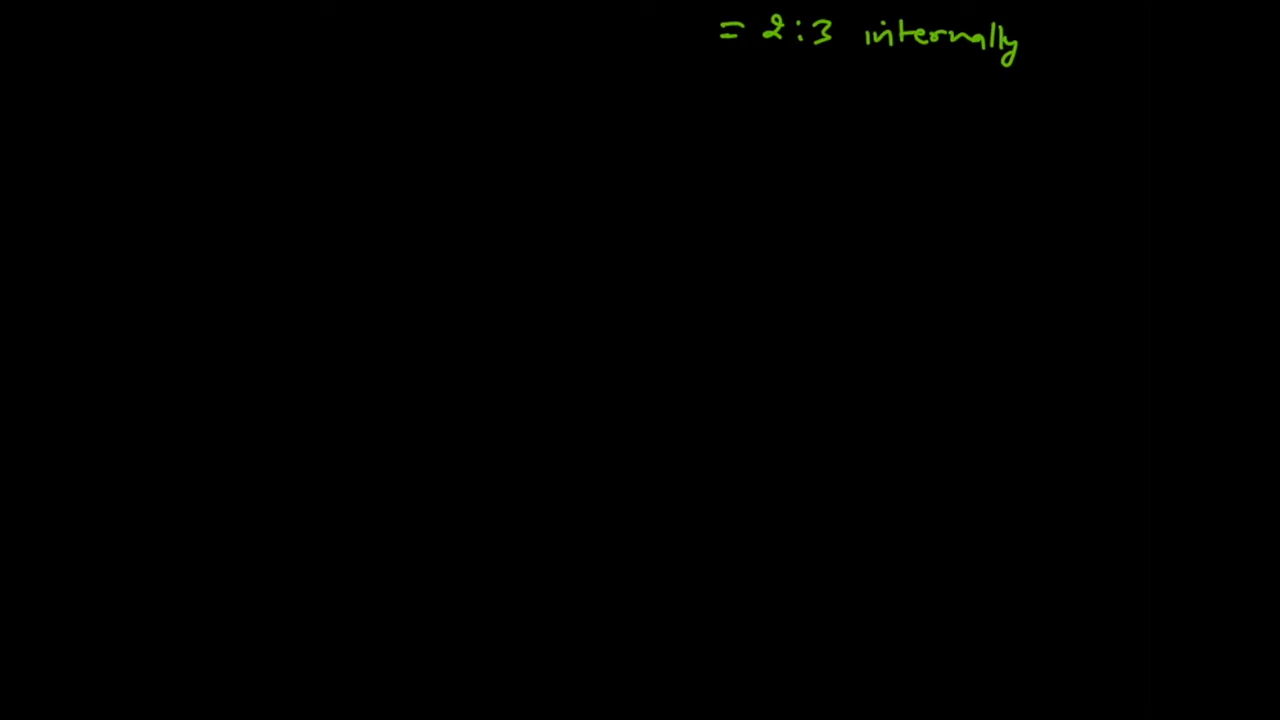 = 2:3 internally